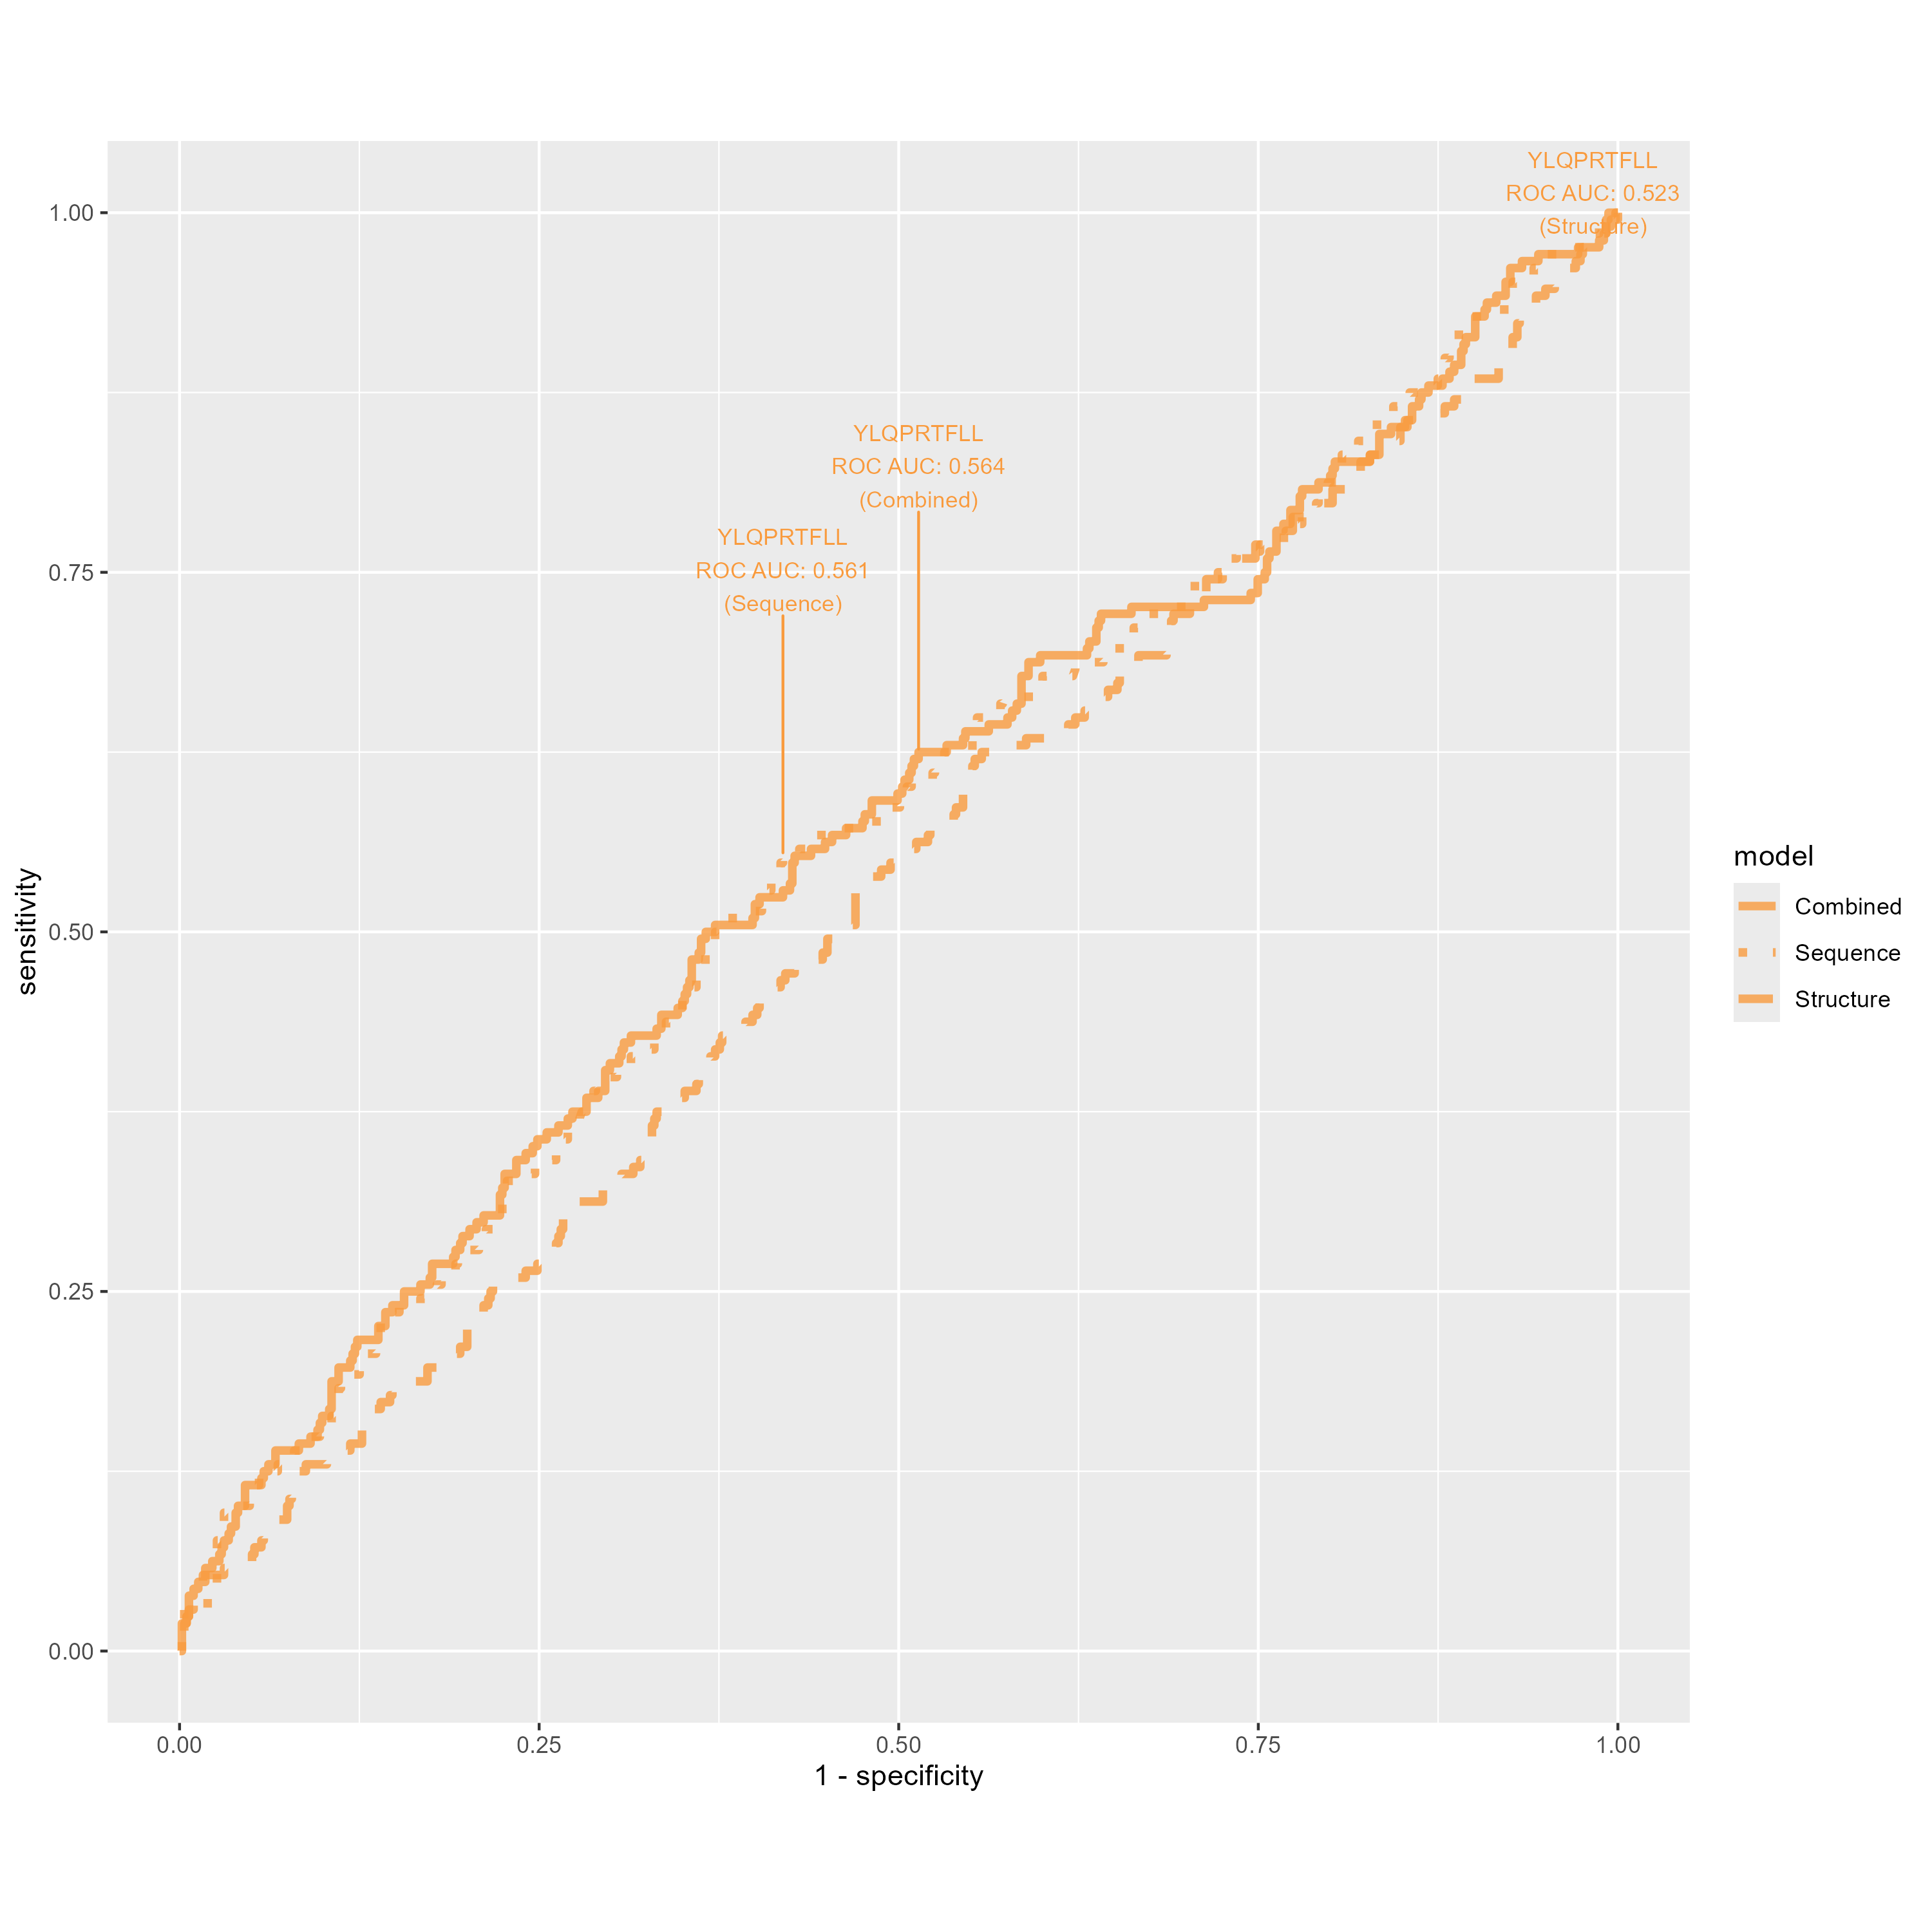 YLQPRTFLL
ROC AUC: 0.523
(Structure)
YLQPRTFLL
ROC AUC: 0.564
(Combined)
YLQPRTFLL
ROC AUC: 0.561
(Sequence)
1.00
0.75
0.50
0.25
0.00
sensitivity
0.00
0.25
0.50
0.75
1.00
1 - specificity
model
Combined
Sequence
Structure